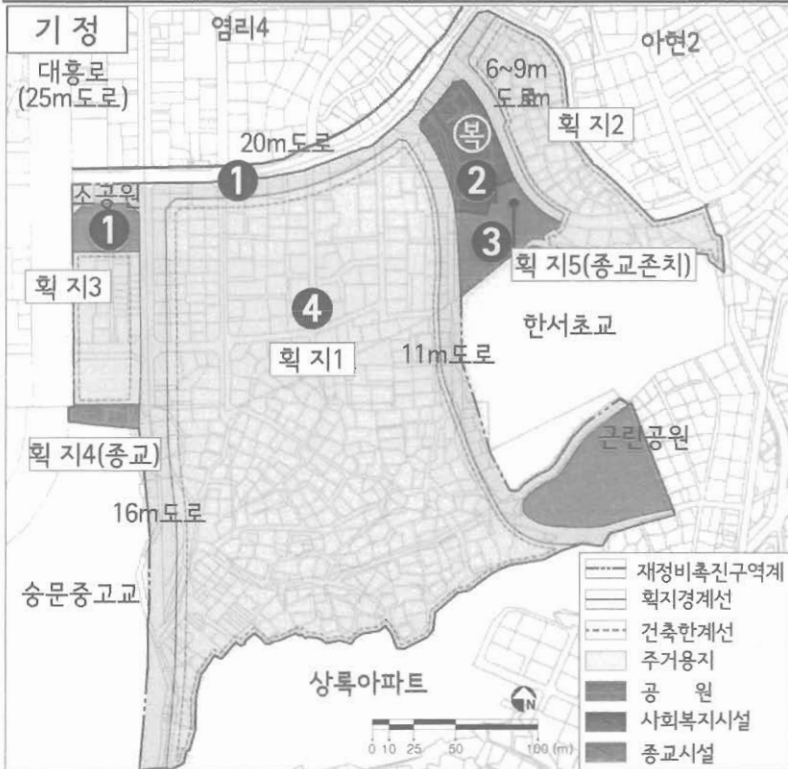 기 정
염리4
아현2
대흥로
(25m도로)
6~9m
도로
획 지2
20m도로
복
1
2
소공원
1
3
획 지5(종교존치)
획 지3
4
한서초교
획 지1
11m도로
근린공원
획 지4(종교)
16m도로
숭문중고교
상록아파트
N
0 10 25 50 100 (m)
재정비촉진구역계
획지경계선
건축한계선
주거용지
공 원
사회복지시설
종교시설